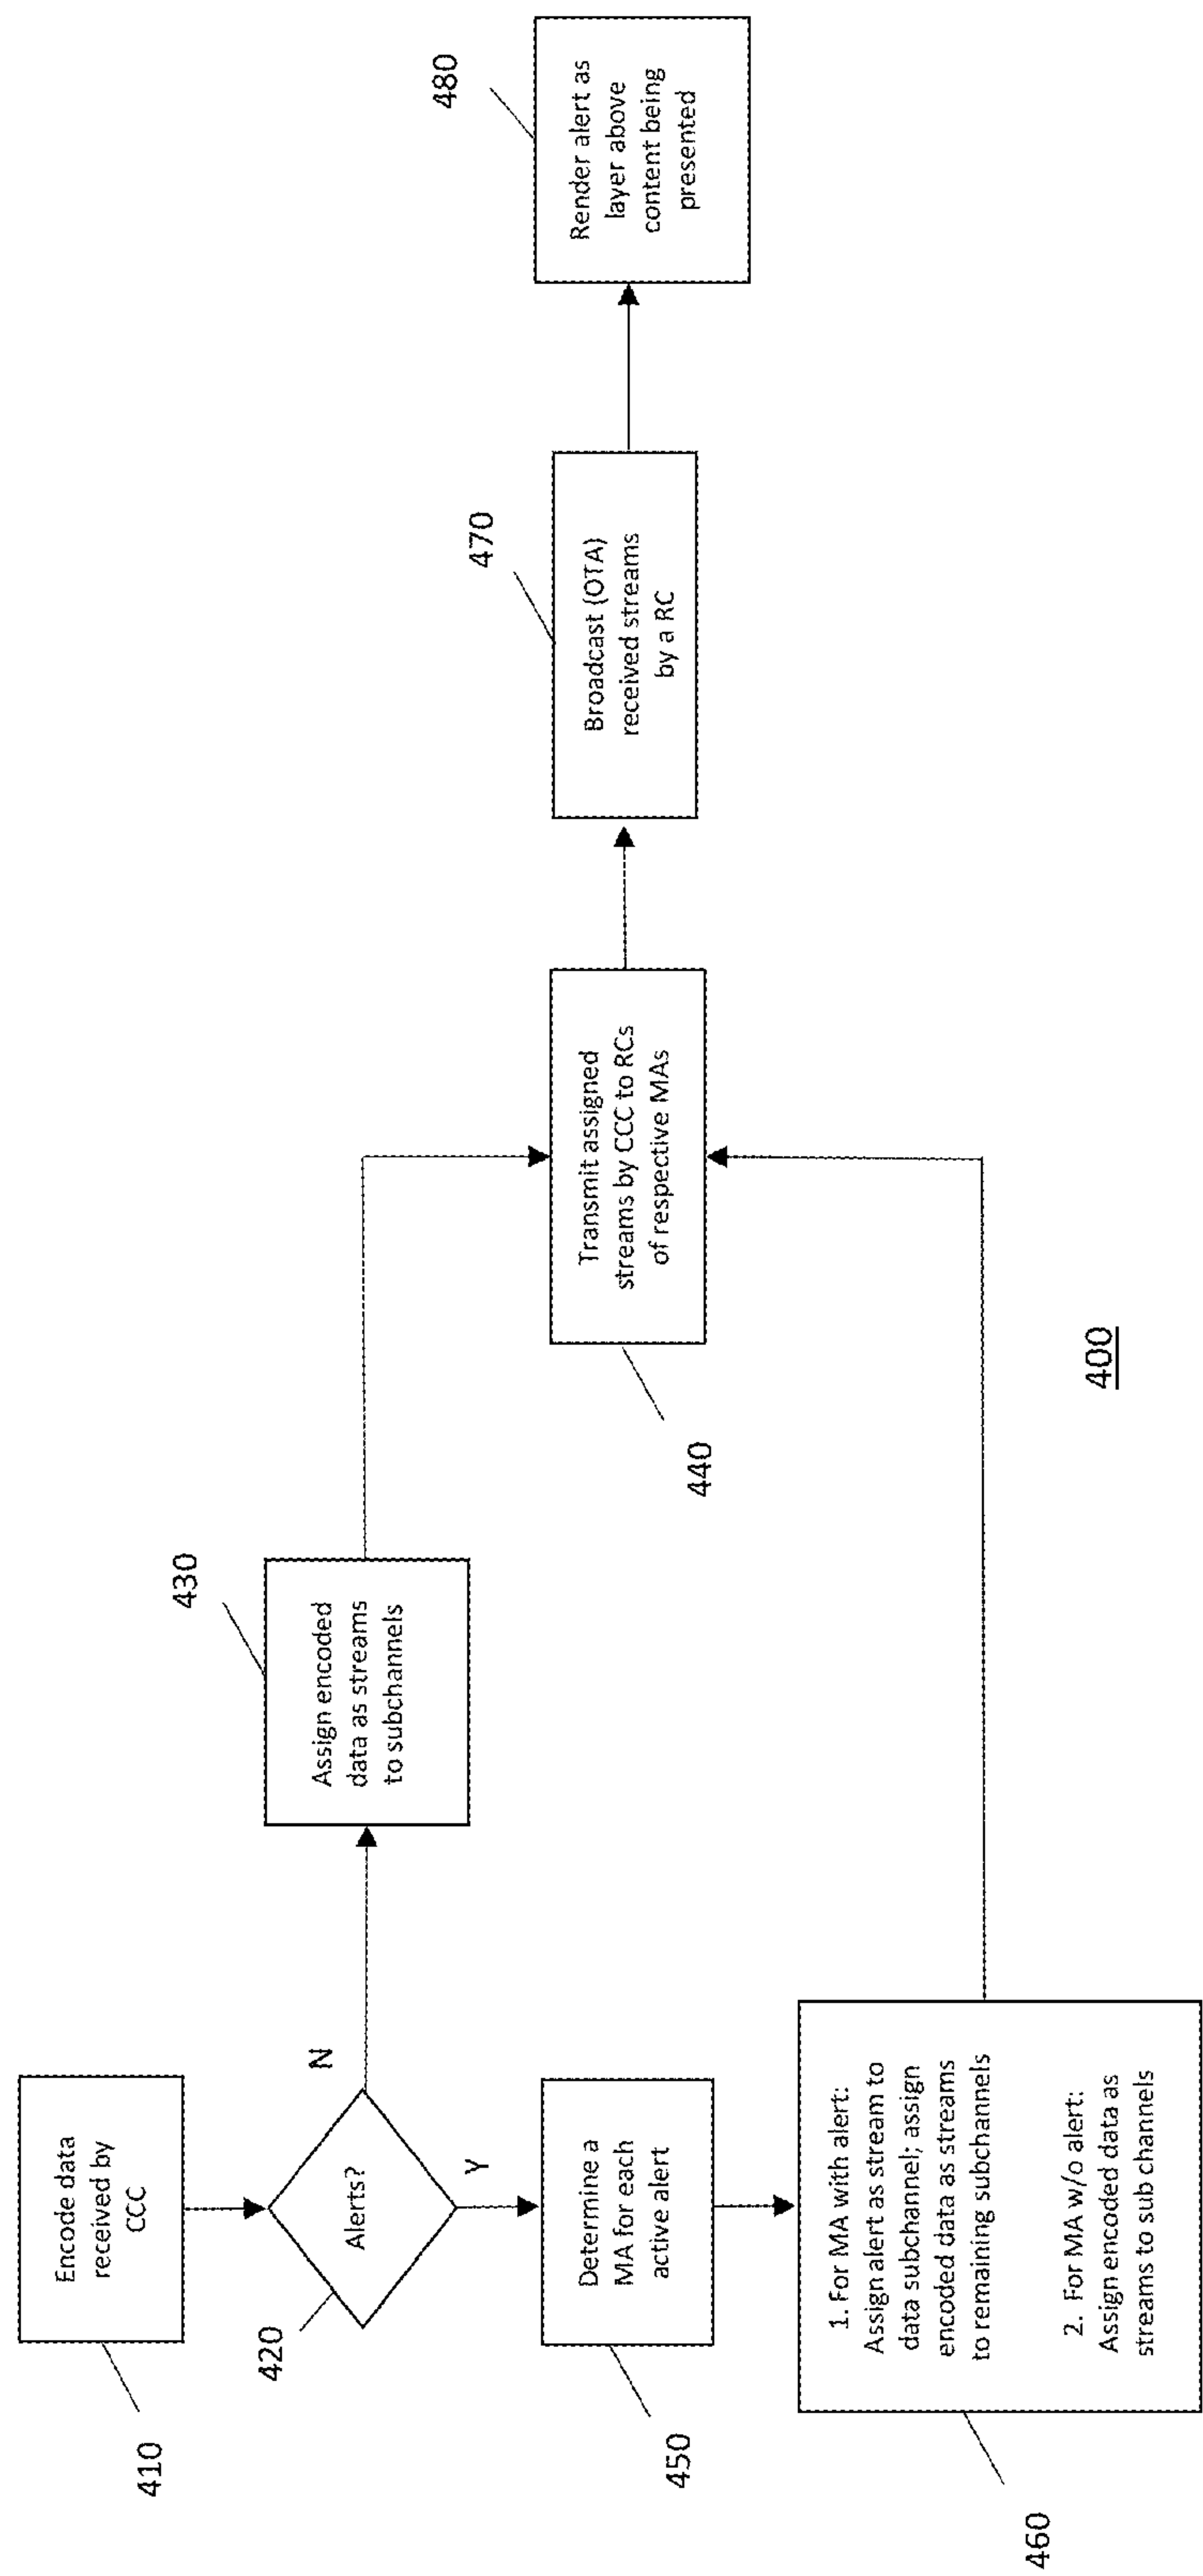 Encode data
received by
CCC
410
Alerts?
420
N
Y
Assign encoded
data as streams
to subchannels
430
Determine a
MA for each
active alert
450
1. For MA with alert:
Assign alert as stream to
data subchannel; assign
encoded data as streams
to remaining subchannels
2. For MA w/o alert:
Assign encoded data as
streams to sub channels
460
Transmit assigned
streams by CCC to RCs
of respective MAs
440
Broadcast (OTA)
received streams
by a RC
470
Render alert as
layer above
content being
presented
480
400